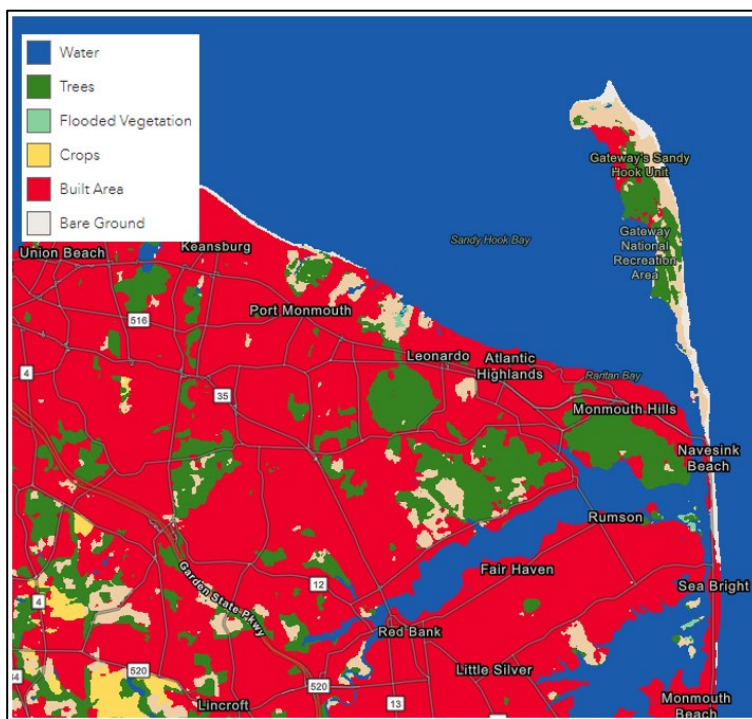 Water
Trees
Flooded Vegetation
Crops
Built Area
Bare Ground
Gateway's Sandy
Hook Unit
Gateway
National
Recreation
Area
Sandy Hook Bay
Union Beach
Keansburg
Port Monmouth
516
Leonardo
Atlantic
Highlands
Raritan Bay
4
35
Monmouth Hills
Navesink
Beach
Rumson
Garden State Pkwy
12
Fair Haven
4
Sea Bright
Red Bank
Little Silver
520
520
Lincroft
13
Monmouth
Beach